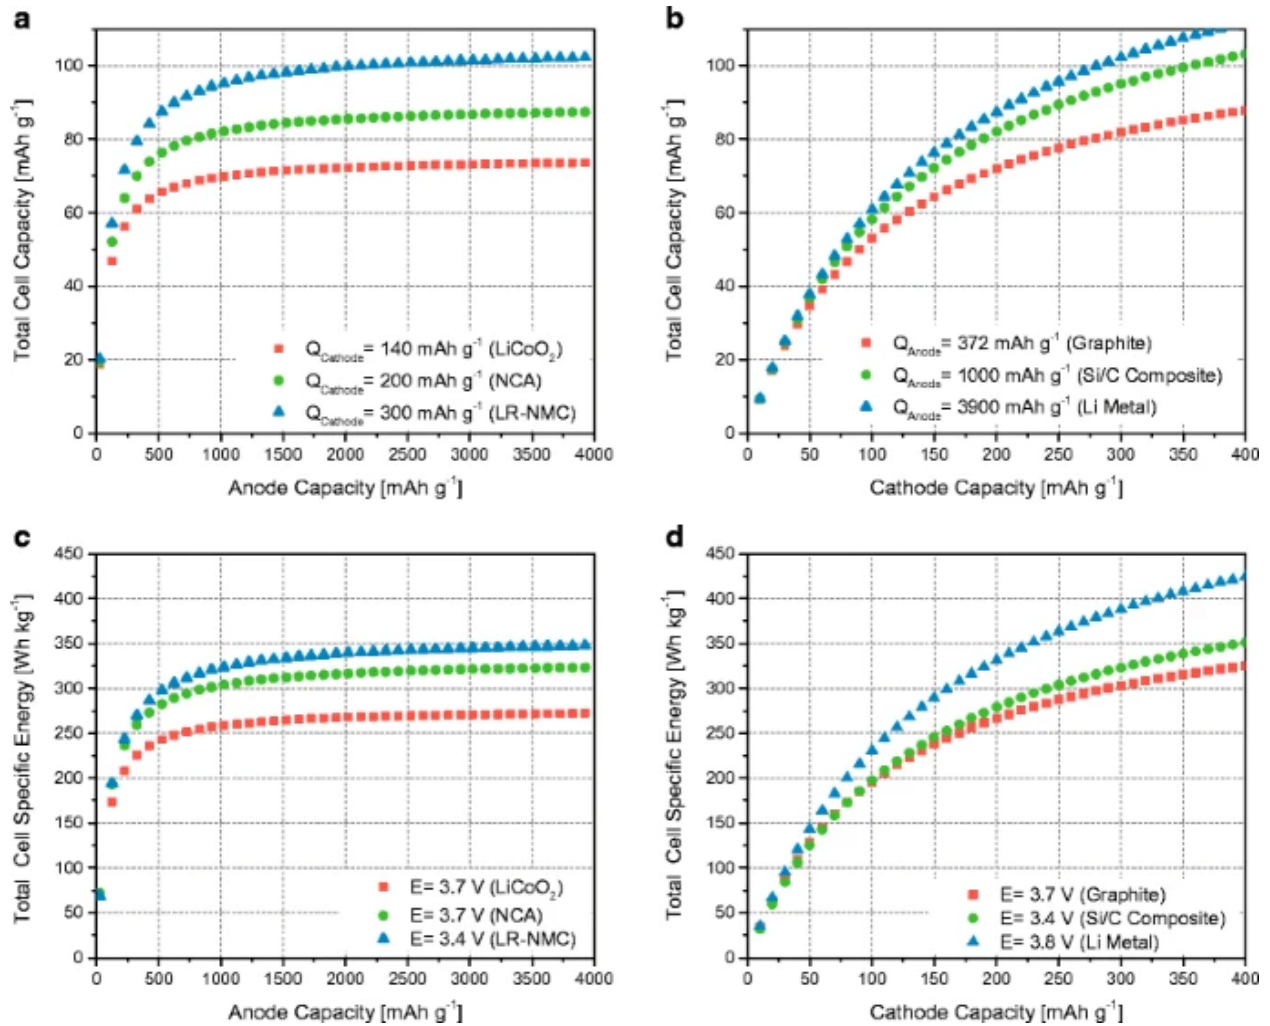 a
Total Cell Capacity [mAh g⁻¹]
100
80
60
40
20
0
Q_Cathode= 140 mAh g⁻¹ (LiCoO₂)
Q_Cathode= 200 mAh g⁻¹ (NCA)
Q_Cathode= 300 mAh g⁻¹ (LR-NMC)
0 500 1000 1500 2000 2500 3000 3500 4000
Anode Capacity [mAh g⁻¹]
b
Total Cell Capacity [mAh g⁻¹]
100
80
60
40
20
0
Q_Anode= 372 mAh g⁻¹ (Graphite)
Q_Anode= 1000 mAh g⁻¹ (Si/C Composite)
Q_Anode= 3900 mAh g⁻¹ (Li Metal)
0 50 100 150 200 250 300 350 400
Cathode Capacity [mAh g⁻¹]
c
Total Cell Specific Energy [Wh kg⁻¹]
450
400
350
300
250
200
150
100
50
0
E= 3.7 V (LiCoO₂)
E= 3.7 V (NCA)
E= 3.4 V (LR-NMC)
0 500 1000 1500 2000 2500 3000 3500 4000
Anode Capacity [mAh g⁻¹]
d
Total Cell Specific Energy [Wh kg⁻¹]
450
400
350
300
250
200
150
100
50
0
E= 3.7 V (Graphite)
E= 3.4 V (Si/C Composite)
E= 3.8 V (Li Metal)
0 50 100 150 200 250 300 350 400
Cathode Capacity [mAh g⁻¹]